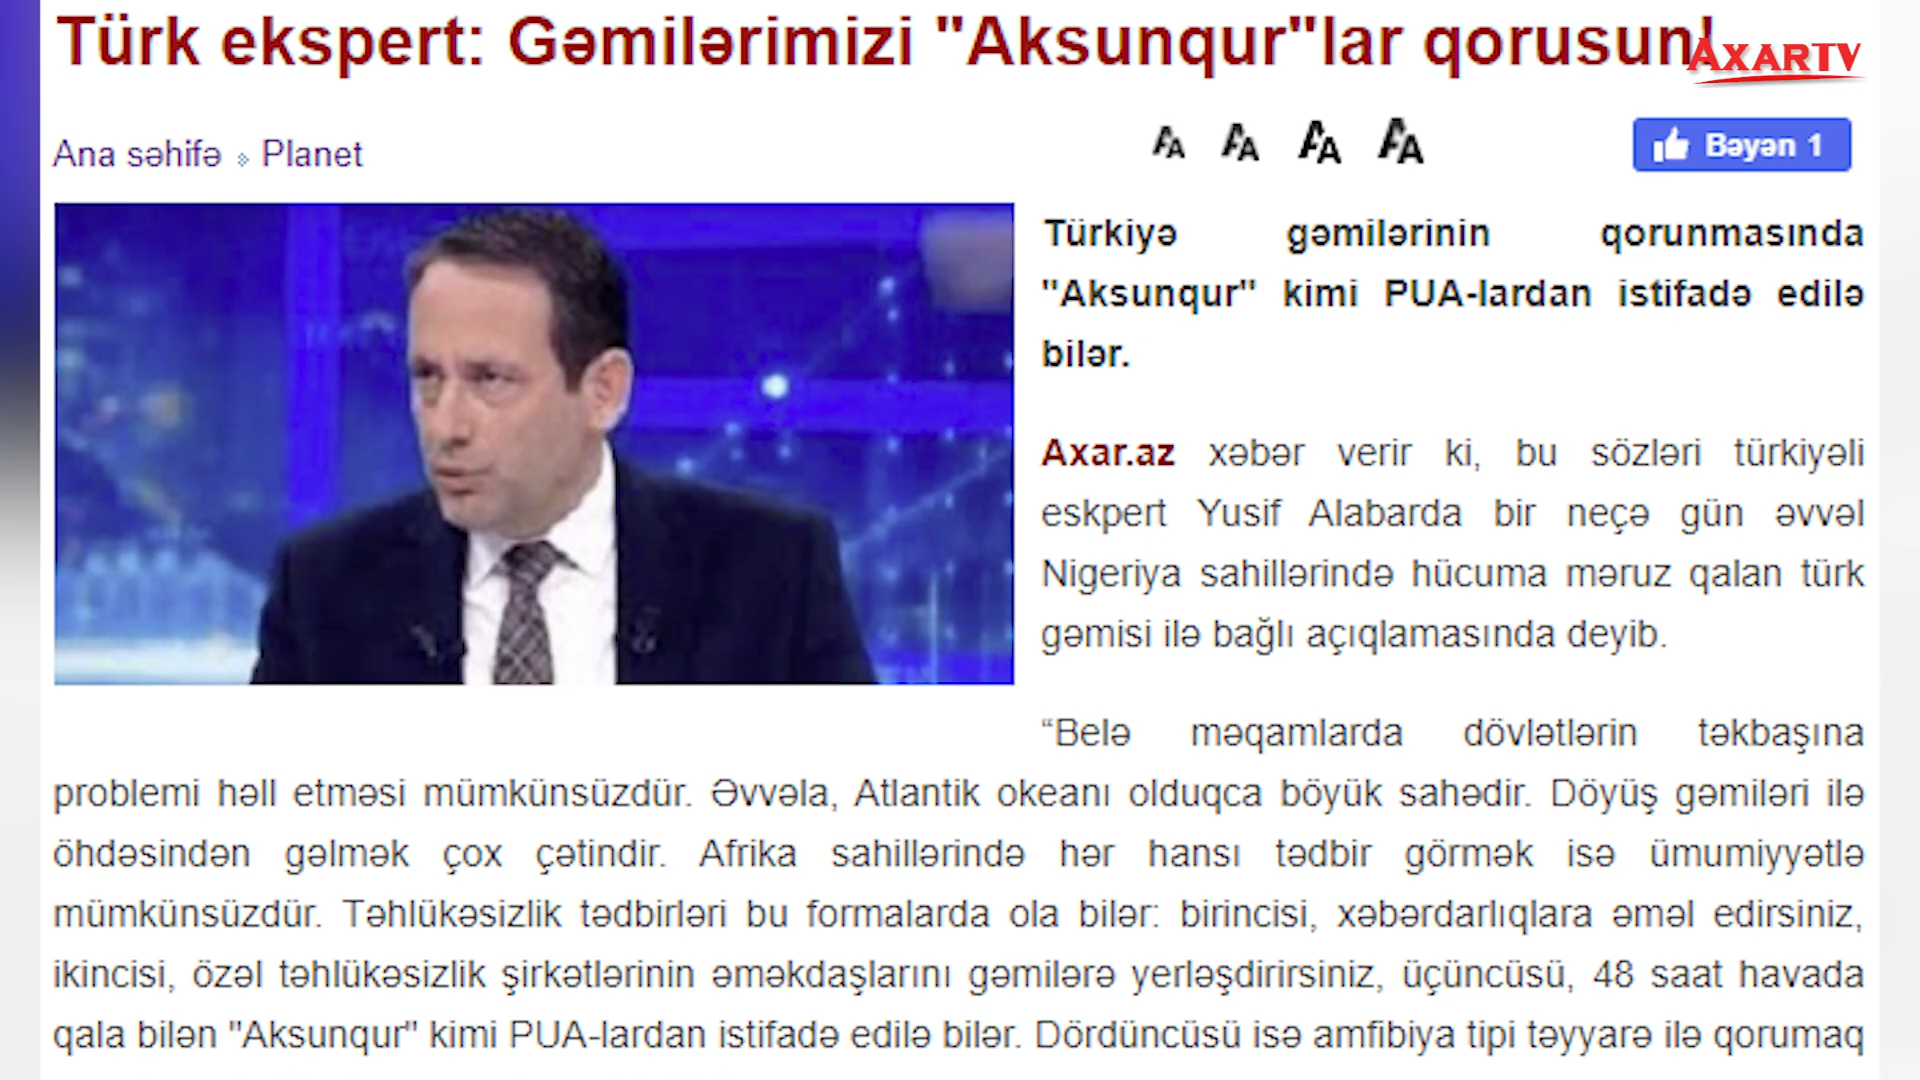 Türk ekspert: Gəmilərimizi "Aksunqur"lar qorusun!
AXARTV
Ana səhifə Planet
AA AA AA AA
Bəyən 1
Türkiyə gəmilərinin qorunmasında
"Aksunqur" kimi PUA-lardan istifadə edilə
bilər.
Axar.az xəbər verir ki, bu sözləri türkiyəli
eskpert Yusif Alabarda bir neçə gün əvvəl
Nigeriya sahillərində hücuma məruz qalan türk
gəmisi ilə bağlı açıqlamasında deyib.
“Belə məqamlarda dövlətlərin təkbaşına
problemi həll etməsi mümkünsüzdür. Əvvəla, Atlantik okeanı olduqca böyük sahədir. Döyüş gəmiləri ilə
öhdəsindən gəlmək çox çətindir. Afrika sahillərində hər hansı tədbir görmək isə ümumiyyətlə
mümkünsüzdür. Təhlükəsizlik tədbirləri bu formalarda ola bilər: birincisi, xəbərdarlıqlara əməl edirsiniz,
ikincisi, özəl təhlükəsizlik şirkətlərinin əməkdaşlarını gəmilərə yerləşdirirsiniz, üçüncüsü, 48 saat havada
qala bilən "Aksunqur" kimi PUA-lardan istifadə edilə bilər. Dördüncüsü isə amfibiya tipi təyyarə ilə qorumaq